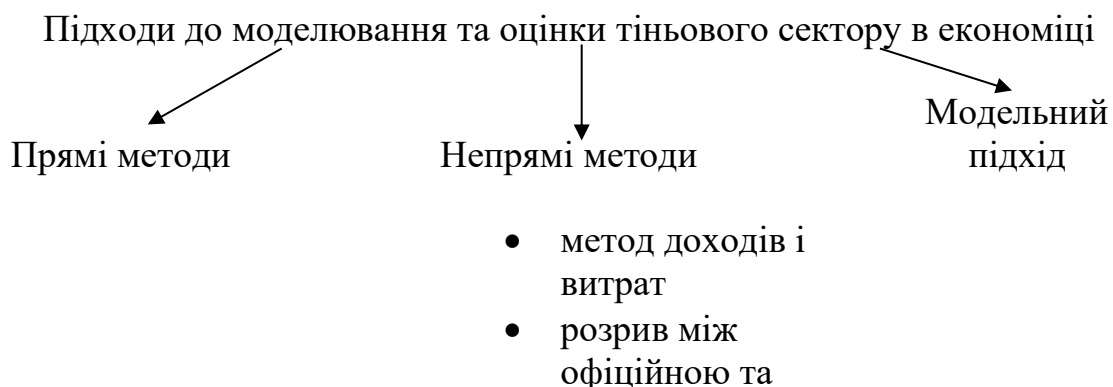 Підходи до моделювання та оцінки тіньового сектору в економіці
Прямі методи
Непрямі методи
Модельний
підхід
• метод доходів і
витрат
• розрив між
офіційною та